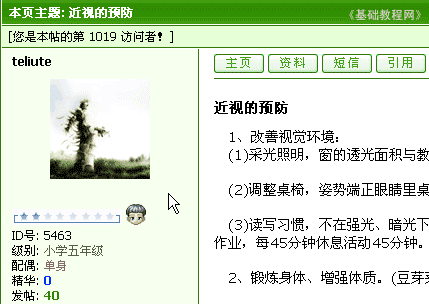 本页主题: 近视的预防
《基础教程网》
[您是本帖的第 1019 访问者! ]
teliute
ID号: 5463
级别: 小学五年级
配偶: 单身
精华: 0
发帖: 40
主页 资料 短信 引用
近视的预防
1、改善视觉环境:
(1)采光照明，窗的透光面积与教
(2)调整桌椅，姿势端正眼睛里桌
(3)读写习惯，不在强光、暗光下
作业，每45分钟休息活动45分钟。
2、锻炼身体、增强体质。(豆芽菜